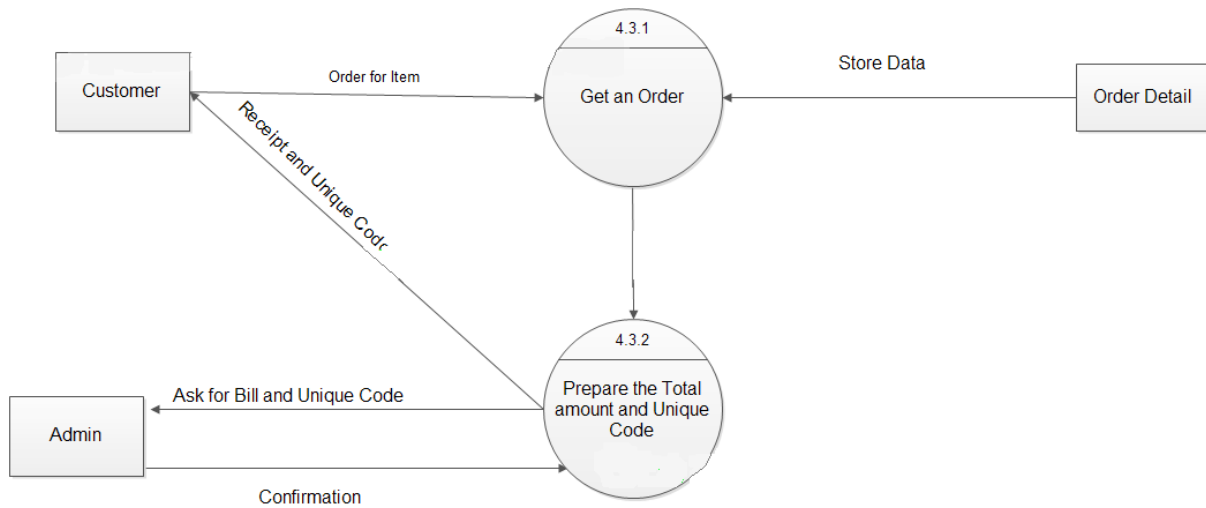 4.3.1
Customer
Order for Item
Get an Order
Store Data
Order Detail
Receipt and Unique Code
4.3.2
Prepare the Total
amount and Unique
Code
Ask for Bill and Unique Code
Admin
Confirmation